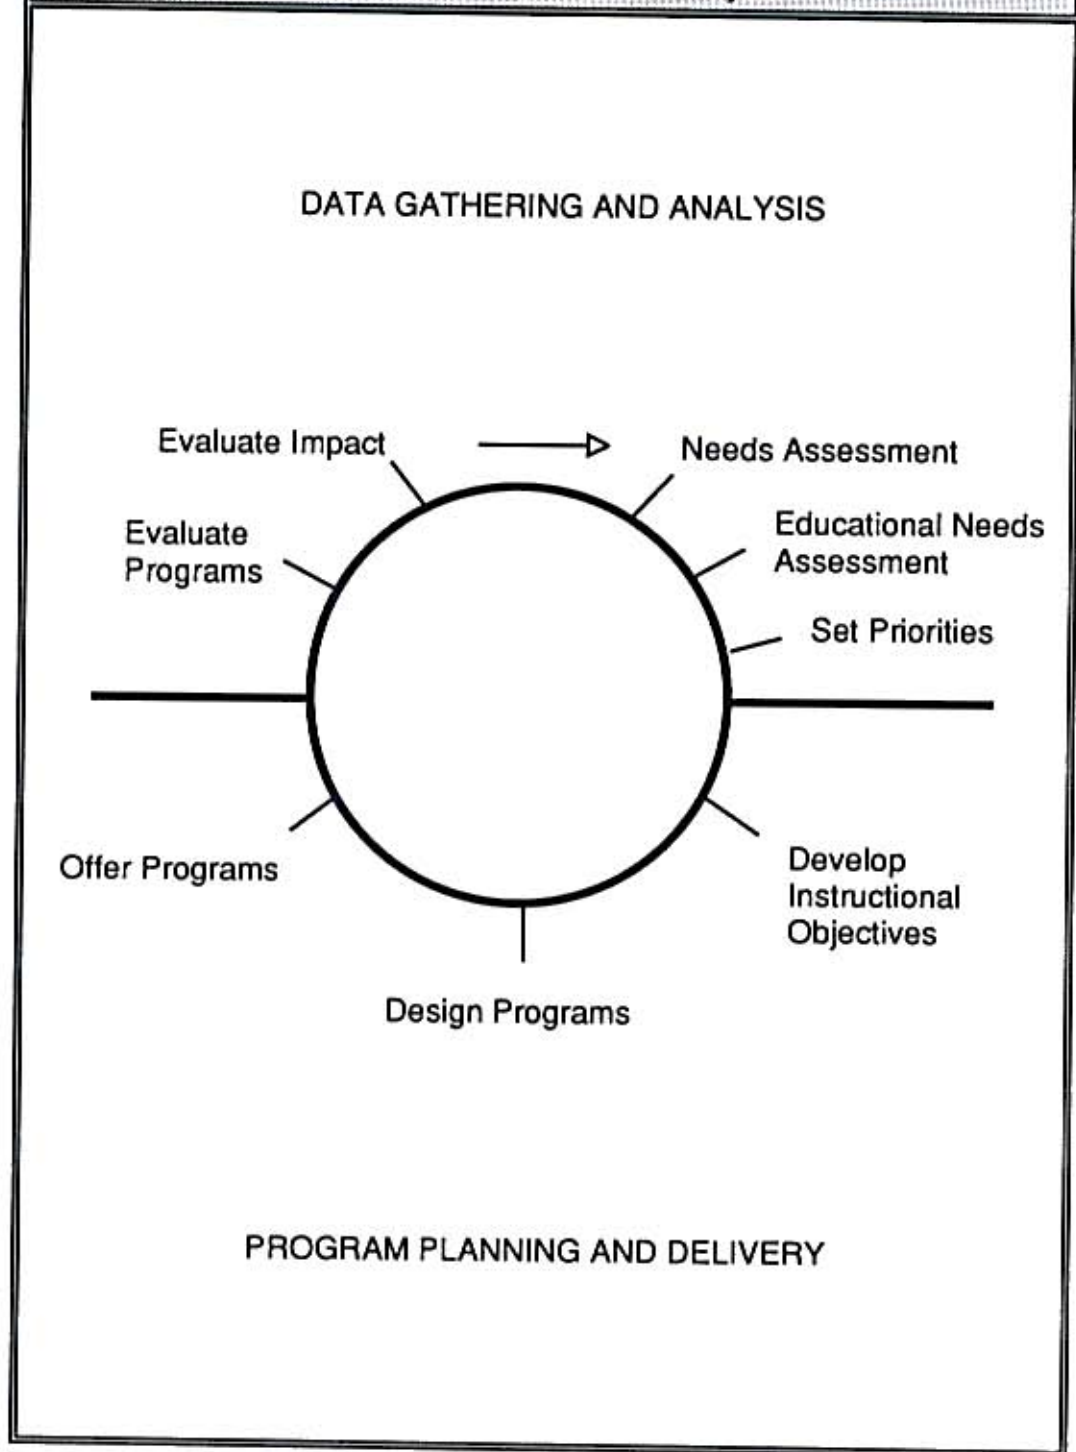 DATA GATHERING AND ANALYSIS
Evaluate Impact
Needs Assessment
Evaluate
Programs
Educational Needs
Assessment
Set Priorities
Offer Programs
Develop
Instructional
Objectives
Design Programs
PROGRAM PLANNING AND DELIVERY